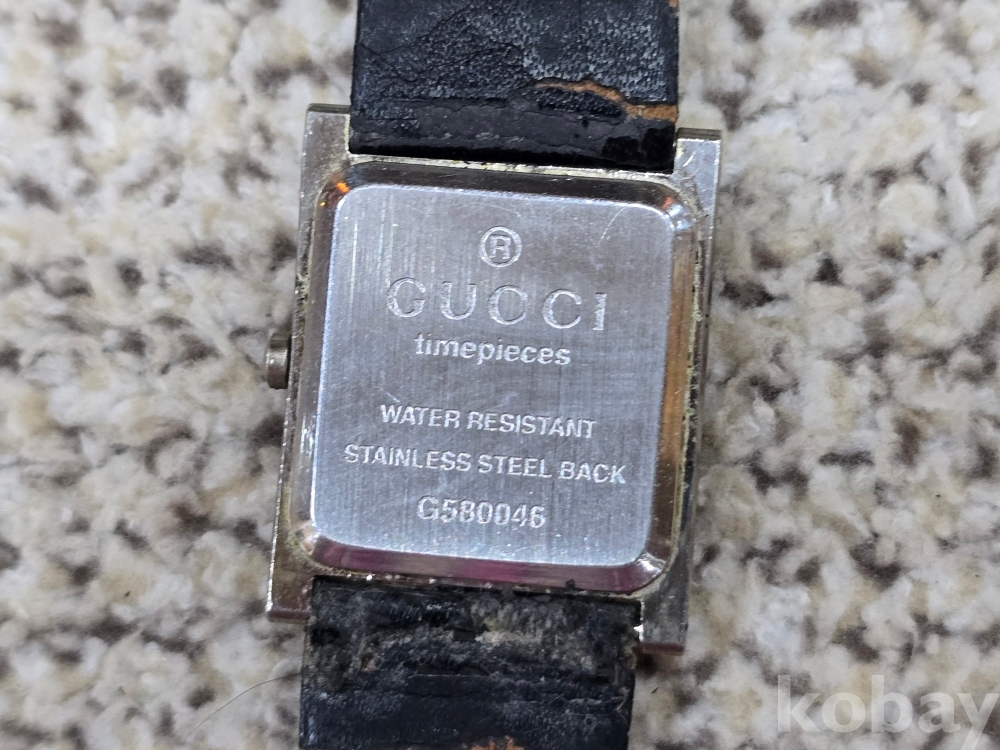 ®
GUCCI
timepieces
WATER RESISTANT
STAINLESS STEEL BACK
G580046
kobay